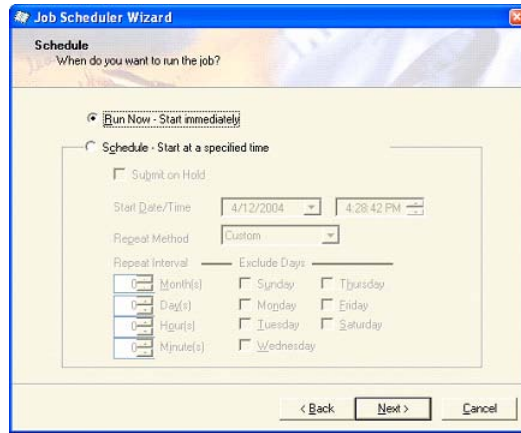 Job Scheduler Wizard
Schedule
When do you want to run the job?
Run Now - Start immediately
Schedule - Start at a specified time
Submit on Hold
Start Date/Time 4/12/2004 4:28:42 PM
Repeat Method Custom
Repeat Interval Exclude Days
0 Month(s) Sunday Thursday
0 Day(s) Monday Friday
0 Hour(s) Tuesday Saturday
0 Minute(s) Wednesday
< Back Next > Cancel